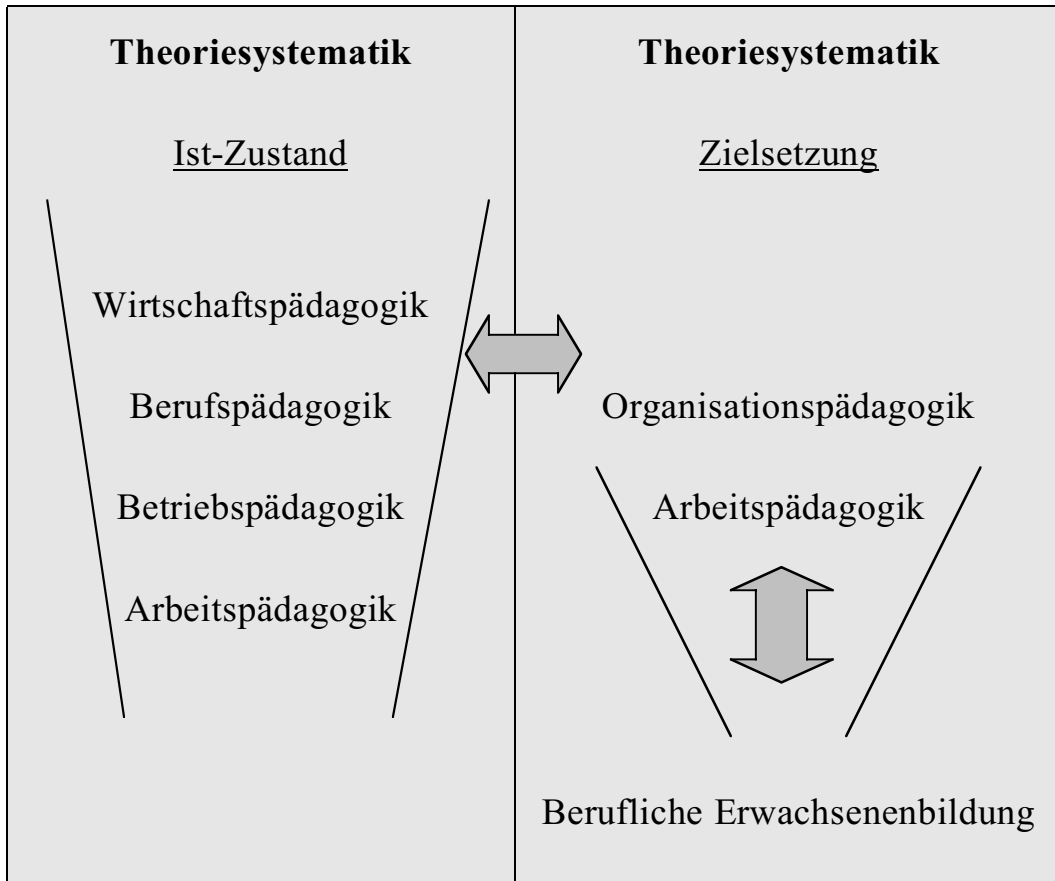 Theoriesystematik
Ist-Zustand
Wirtschaftspädagogik
Berufspädagogik
Betriebspädagogik
Arbeitspädagogik
Theoriesystematik
Zielsetzung
Organisationspädagogik
Arbeitspädagogik
Berufliche Erwachsenenbildung